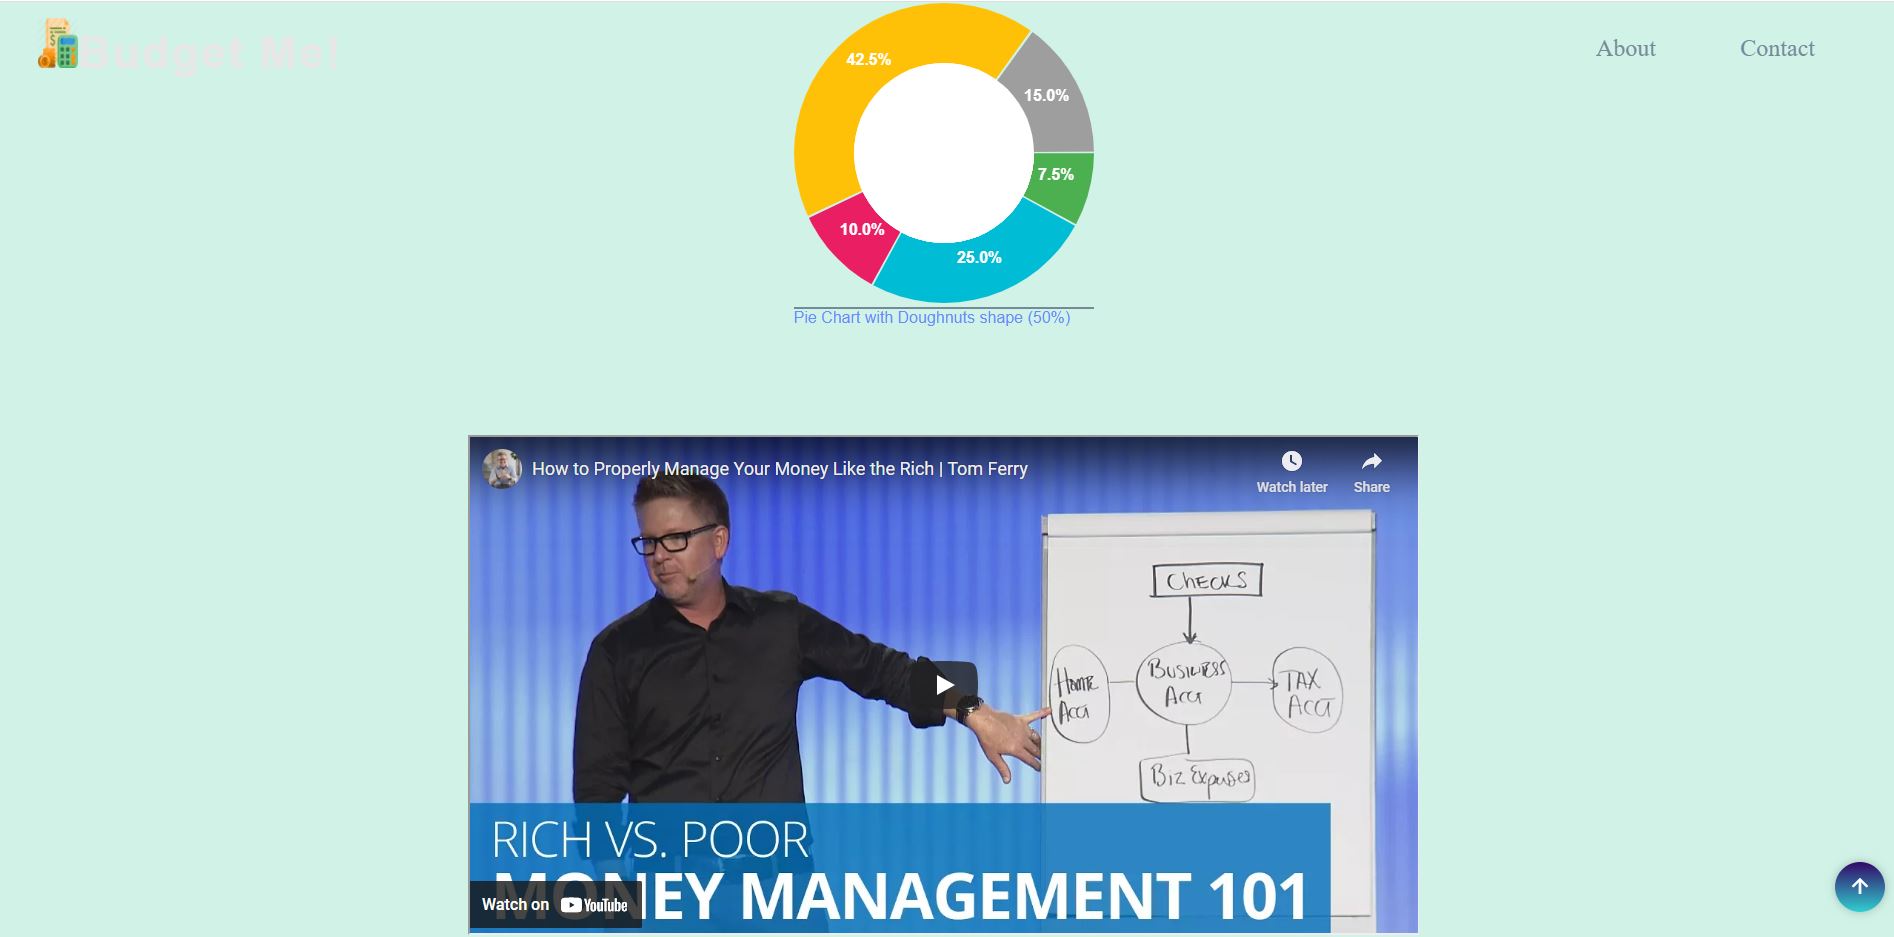 Budget Me!
About
Contact
42.5%
15.0%
7.5%
10.0%
25.0%
Pie Chart with Doughnuts shape (50%)
How to Properly Manage Your Money Like the Rich | Tom Ferry
Watch later
Share
CHECKS
HOME
ACCT
BUSINESS
ACCT
TAX
ACCT
BIZ Expenses
RICH VS. POOR
MONEY MANAGEMENT 101
Watch on YouTube